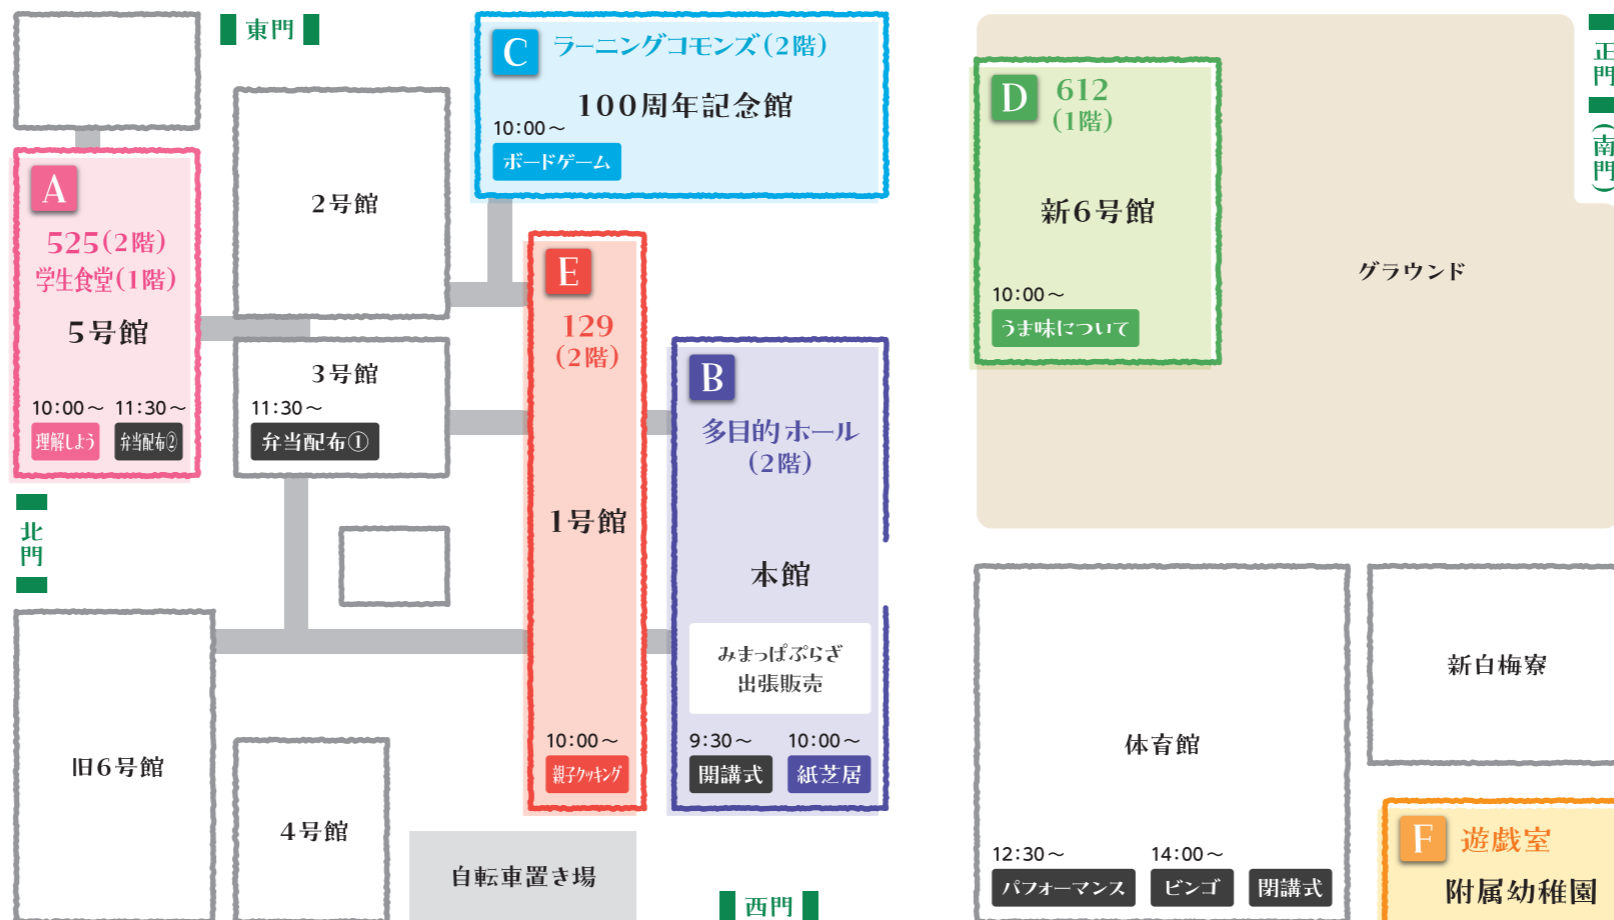 東門
A
525(2階)
学生食堂(1階)
5号館
10:00～ 11:30～
理解しよう 弁当配布②
北門
2号館
3号館
11:30～
弁当配布①
旧6号館
4号館
自転車置き場
C ラーニングコモンズ(2階)
100周年記念館
10:00～
ボードゲーム
E
129
(2階)
1号館
10:00～
親子クッキング
B
多目的ホール
(2階)
本館
みまっぱぷらざ
出張販売
9:30～ 10:00～
開講式 紙芝居
西門
D 612
(1階)
新6号館
10:00～
うま味について
グラウンド
正門(南門)
体育館
12:30～ 14:00～
パフォーマンス ビンゴ 閉講式
新白梅寮
F 遊戯室
附属幼稚園